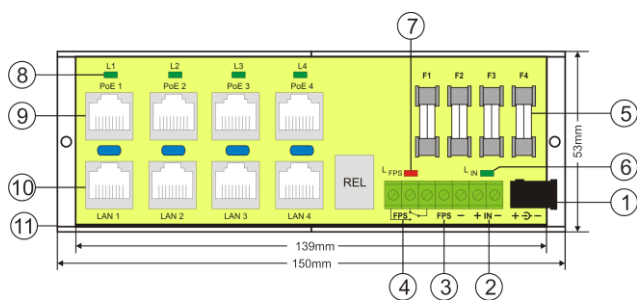 7
L1 L2 L3 L4 F1 F2 F3 F4
8
PoE 1 PoE 2 PoE 3 PoE 4
9
5
53mm
L FPS L IN
6
10
REL
1
LAN 1 LAN 2 LAN 3 LAN 4
FPS FPS − + IN − + −
11
139mm
4 3 2
150mm